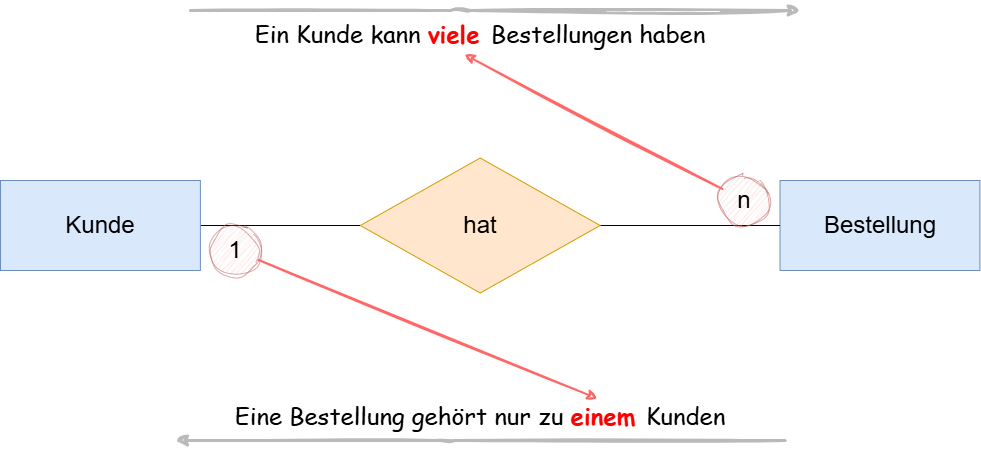 Ein Kunde kann viele Bestellungen haben
n
Kunde
hat
Bestellung
1
Eine Bestellung gehört nur zu einem Kunden